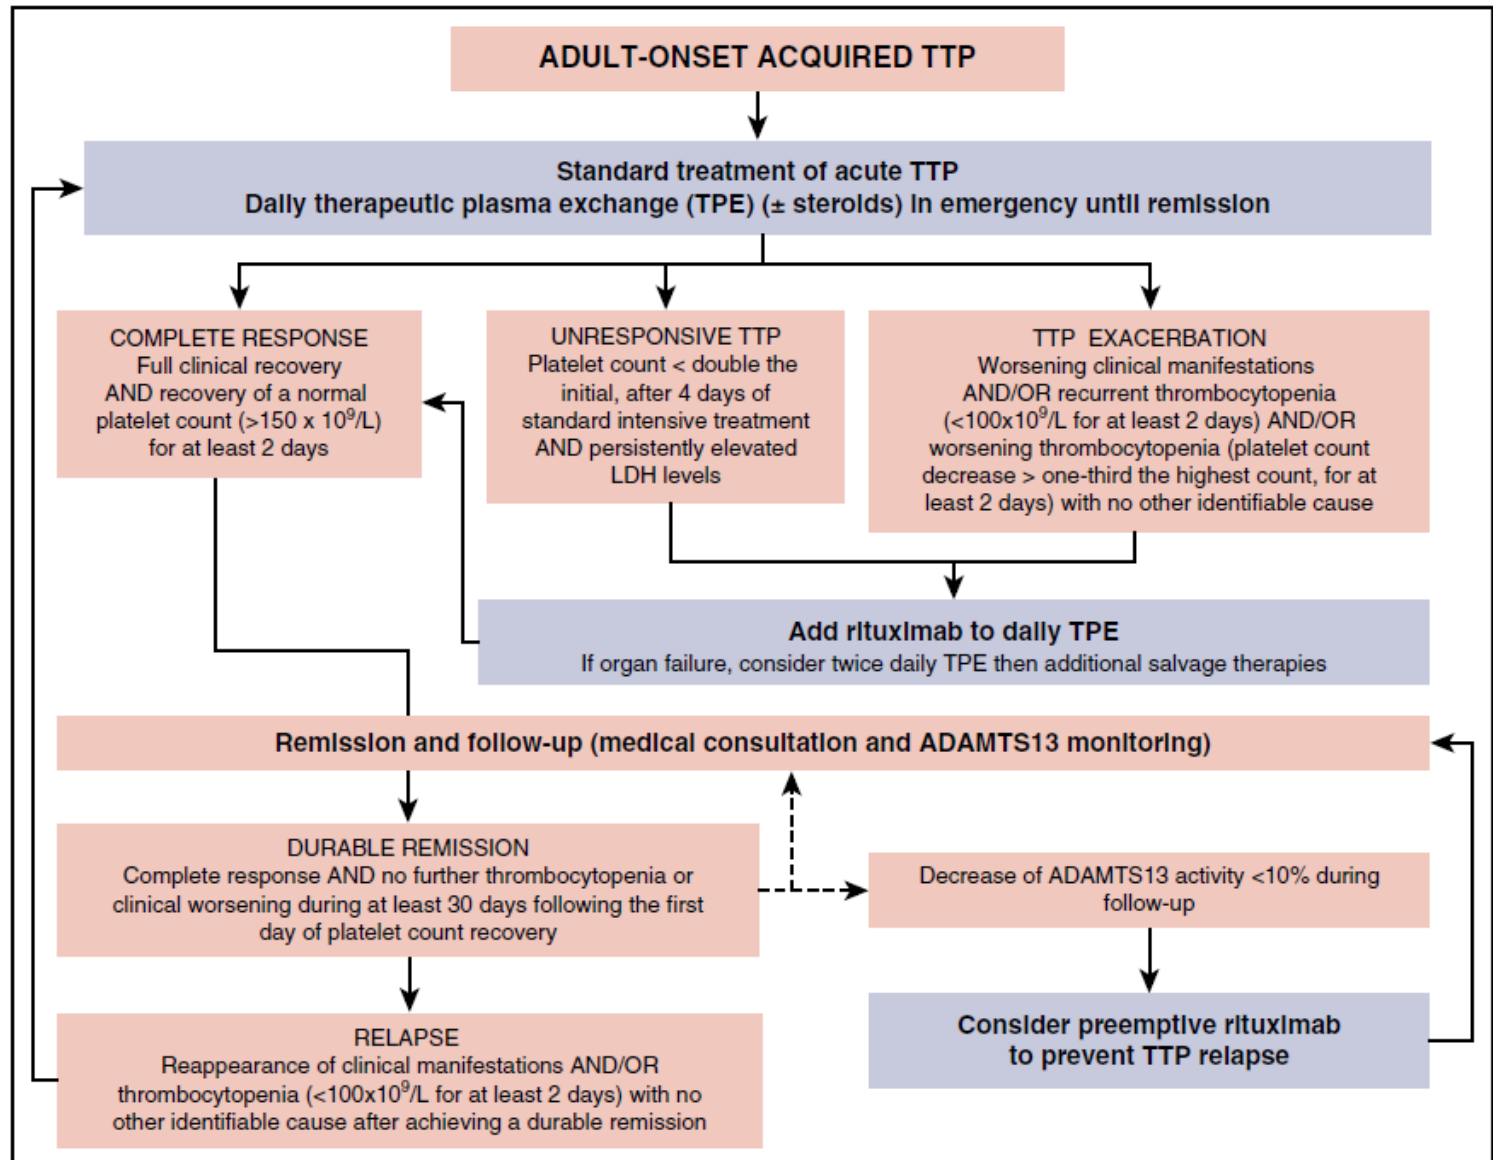 ADULT-ONSET ACQUIRED TTP
Standard treatment of acute TTP
Daily therapeutic plasma exchange (TPE) (± steroids) in emergency until remission
COMPLETE RESPONSE
Full clinical recovery
AND recovery of a normal
platelet count (>150 x 10⁹/L)
for at least 2 days
UNRESPONSIVE TTP
Platelet count < double the
initial, after 4 days of
standard intensive treatment
AND persistently elevated
LDH levels
TTP EXACERBATION
Worsening clinical manifestations
AND/OR recurrent thrombocytopenia
(<100x10⁹/L for at least 2 days) AND/OR
worsening thrombocytopenia (platelet count
decrease > one-third the highest count, for at
least 2 days) with no other identifiable cause
Add rituximab to daily TPE
If organ failure, consider twice daily TPE then additional salvage therapies
Remission and follow-up (medical consultation and ADAMTS13 monitoring)
DURABLE REMISSION
Complete response AND no further thrombocytopenia or
clinical worsening during at least 30 days following the first
day of platelet count recovery
Decrease of ADAMTS13 activity <10% during
follow-up
Consider preemptive rituximab
to prevent TTP relapse
RELAPSE
Reappearance of clinical manifestations AND/OR
thrombocytopenia (<100x10⁹/L for at least 2 days) with no
other identifiable cause after achieving a durable remission